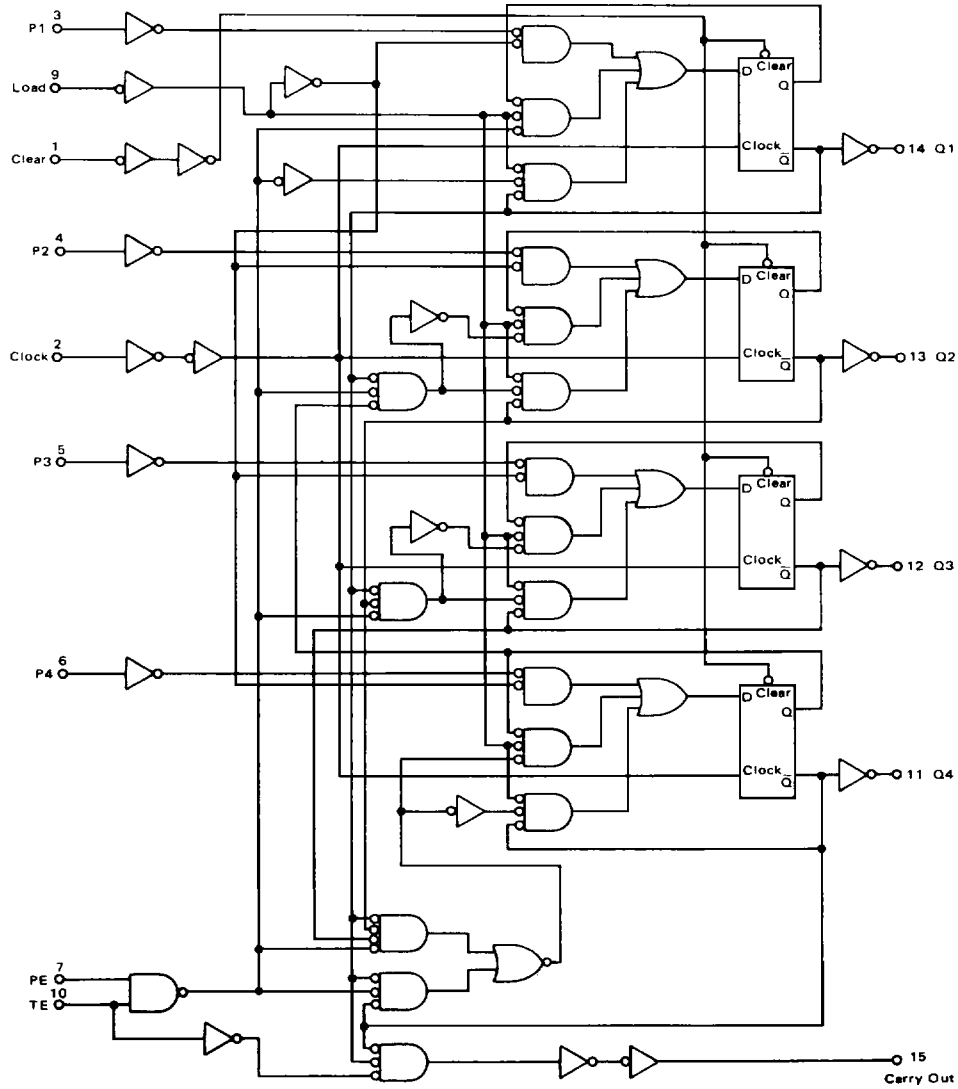 3
P1
9
Load
1
Clear
D Clear
Q
Clock Q
14 Q1
4
P2
D Clear
Q
2
Clock
Clock Q
13 Q2
5
P3
D Clear
Q
Clock Q
12 Q3
6
P4
D Clear
Q
Clock Q
11 Q4
7
PE
10
TE
15
Carry Out